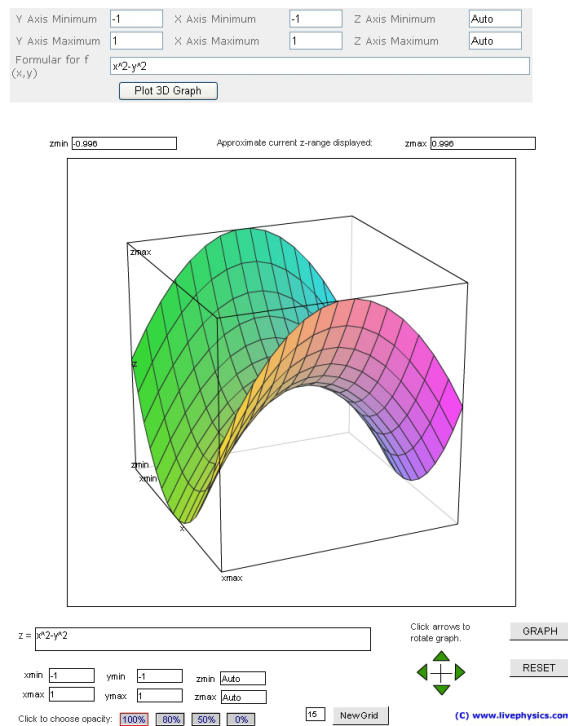 Y Axis Minimum -1 X Axis Minimum -1 Z Axis Minimum Auto
Y Axis Maximum 1 X Axis Maximum 1 Z Axis Maximum Auto
Formular for f
(x,y) x^2-y^2
Plot 3D Graph
zmin -0.996 Approximate current z-range displayed: zmax 0.996
zmax
z
zmin
xmin
x
xmax
z = x^2-y^2
Click arrows to
rotate graph.
GRAPH
RESET
xmin -1 ymin -1 zmin Auto
xmax 1 ymax 1 zmax Auto
Click to choose opacity: 100% 80% 50% 0% 15 New Grid (C) www.livephysics.com